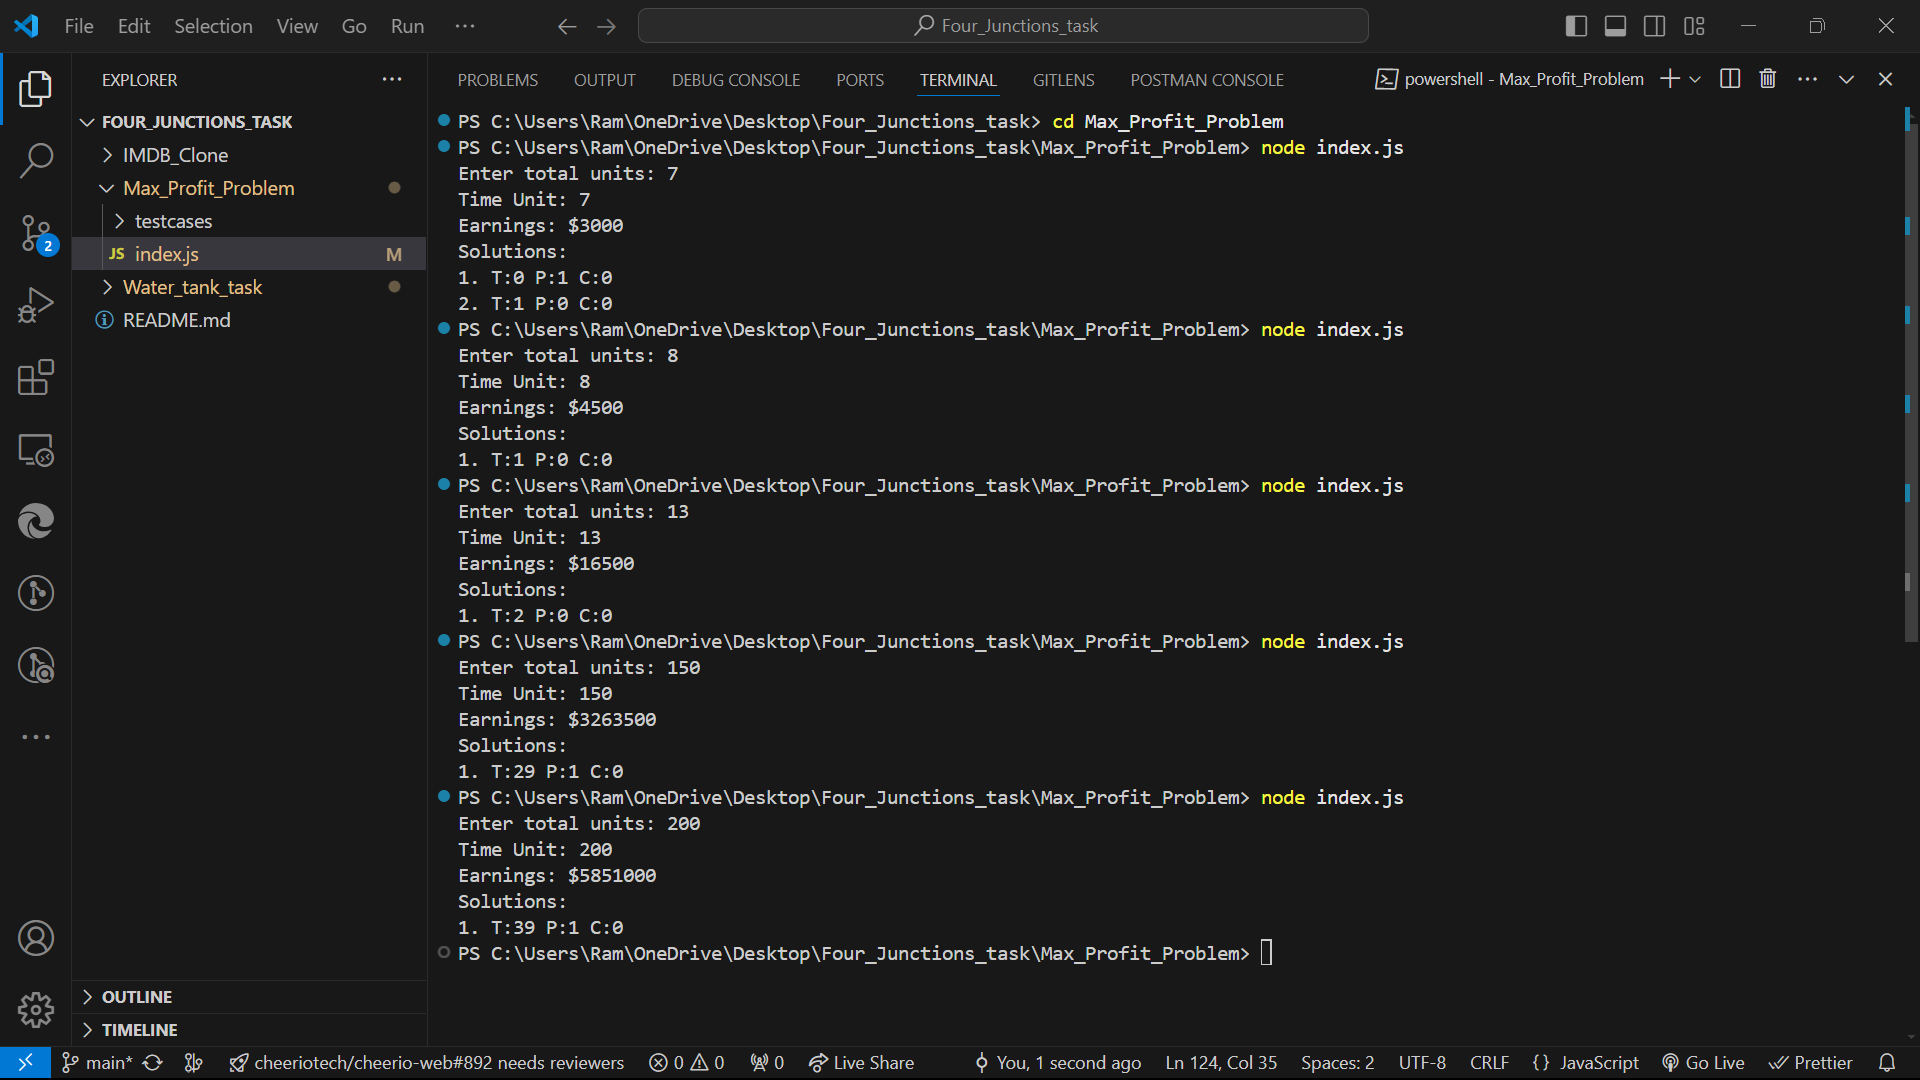 File Edit Selection View Go Run ···
Four_Junctions_task
EXPLORER
FOUR_JUNCTIONS_TASK
IMDB_Clone
Max_Profit_Problem
testcases
JS index.js M
Water_tank_task
README.md
2
OUTLINE
TIMELINE
PROBLEMS OUTPUT DEBUG CONSOLE PORTS TERMINAL GITLENS POSTMAN CONSOLE
powershell - Max_Profit_Problem
PS C:\Users\Ram\OneDrive\Desktop\Four_Junctions_task> cd Max_Profit_Problem
PS C:\Users\Ram\OneDrive\Desktop\Four_Junctions_task\Max_Profit_Problem> node index.js
Enter total units: 7
Time Unit: 7
Earnings: $3000
Solutions:
1. T:0 P:1 C:0
2. T:1 P:0 C:0
PS C:\Users\Ram\OneDrive\Desktop\Four_Junctions_task\Max_Profit_Problem> node index.js
Enter total units: 8
Time Unit: 8
Earnings: $4500
Solutions:
1. T:1 P:0 C:0
PS C:\Users\Ram\OneDrive\Desktop\Four_Junctions_task\Max_Profit_Problem> node index.js
Enter total units: 13
Time Unit: 13
Earnings: $16500
Solutions:
1. T:2 P:0 C:0
PS C:\Users\Ram\OneDrive\Desktop\Four_Junctions_task\Max_Profit_Problem> node index.js
Enter total units: 150
Time Unit: 150
Earnings: $3263500
Solutions:
1. T:29 P:1 C:0
PS C:\Users\Ram\OneDrive\Desktop\Four_Junctions_task\Max_Profit_Problem> node index.js
Enter total units: 200
Time Unit: 200
Earnings: $5851000
Solutions:
1. T:39 P:1 C:0
PS C:\Users\Ram\OneDrive\Desktop\Four_Junctions_task\Max_Profit_Problem>
main* cheeriotech/cheerio-web#892 needs reviewers 0 0 0 Live Share You, 1 second ago Ln 124, Col 35 Spaces: 2 UTF-8 CRLF {} JavaScript Go Live Prettier